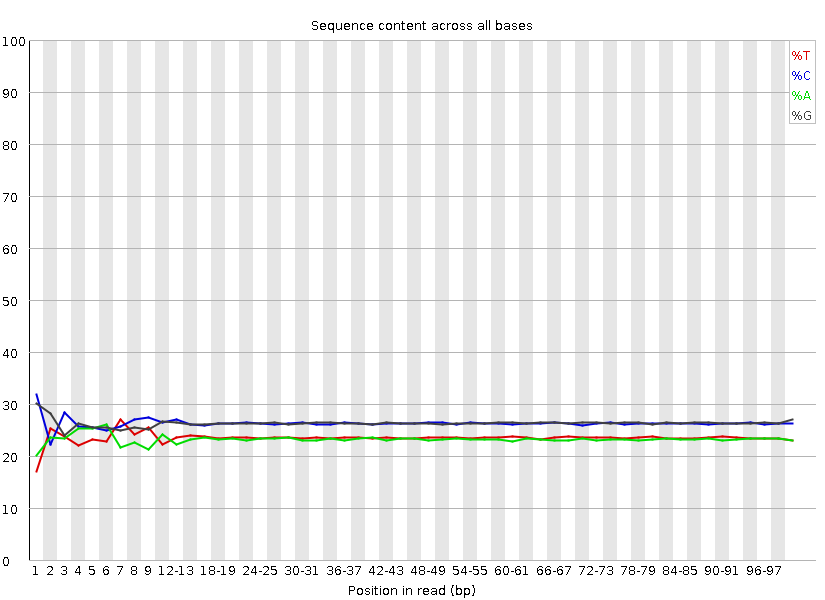 Sequence content across all bases
100
90
80
70
60
50
40
30
20
10
0
%T
%C
%A
%G
1 2 3 4 5 6 7 8 9 12-13 18-19 24-25 30-31 36-37 42-43 48-49 54-55 60-61 66-67 72-73 78-79 84-85 90-91 96-97
Position in read (bp)